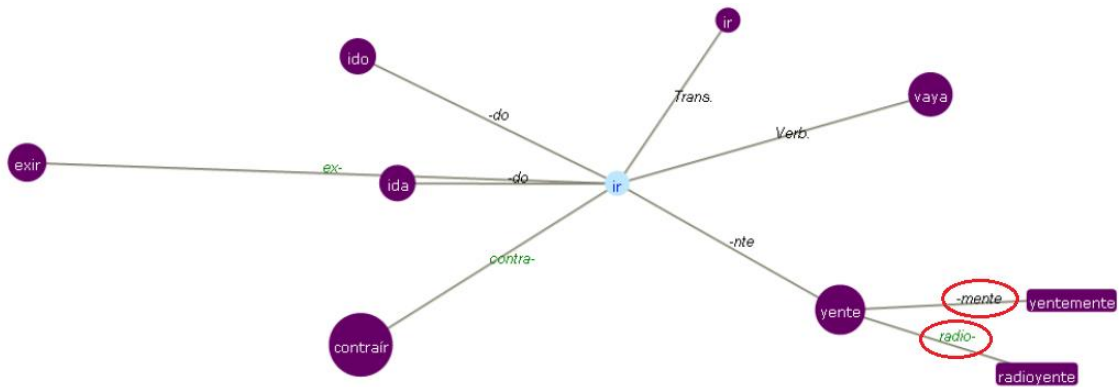 ir
ido
vaya
Trans.
-do
Verb.
exir
ex-
ida
-do
ir
-nte
contra-
yente
-mente
yentemente
contraír
radio-
radioyente